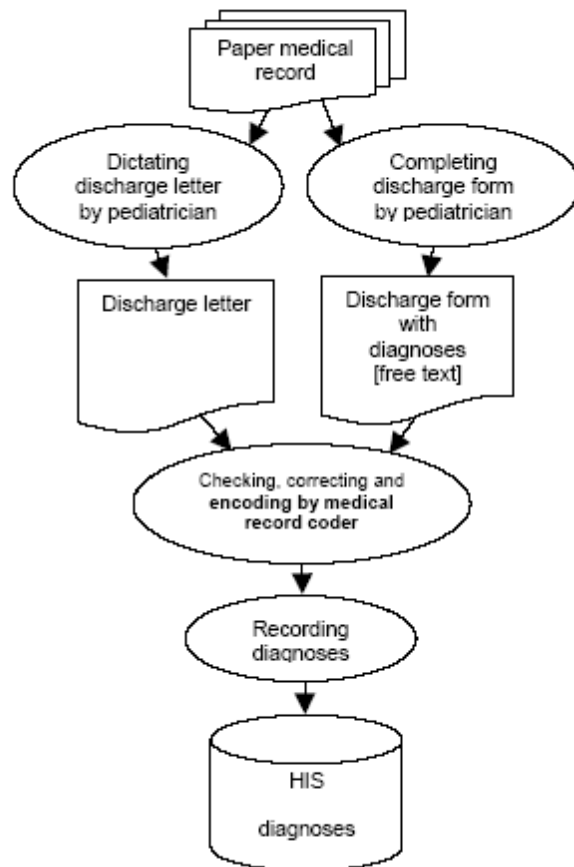 Paper medical
record
Dictating
discharge letter
by pediatrician
Completing
discharge form
by pediatrician
Discharge letter
Discharge form
with
diagnoses
[free text]
Checking, correcting and
encoding by medical
record coder
Recording
diagnoses
HIS
diagnoses